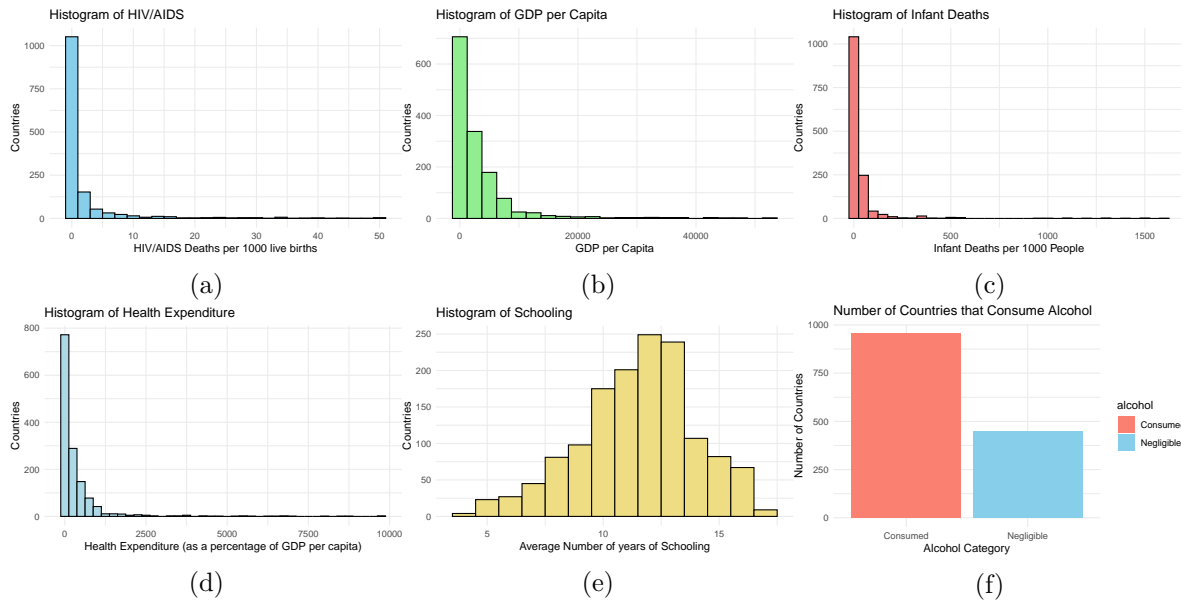 Histogram of HIV/AIDS
Countries
1000
750
500
250
0
0 10 20 30 40 50
HIV/AIDS Deaths per 1000 live births
(a)
Histogram of GDP per Capita
Countries
600
400
200
0
0 20000 40000
GDP per Capita
(b)
Histogram of Infant Deaths
Countries
1000
750
500
250
0
0 500 1000 1500
Infant Deaths per 1000 People
(c)
Histogram of Health Expenditure
Countries
800
600
400
200
0
0 2500 5000 7500 10000
Health Expenditure (as a percentage of GDP per capita)
(d)
Histogram of Schooling
Countries
250
200
150
100
50
0
5 10 15
Average Number of years of Schooling
(e)
Number of Countries that Consume Alcohol
Number of Countries
1000
750
500
250
0
Consumed Negligible
Alcohol Category
alcohol
Consumed
Negligible
(f)